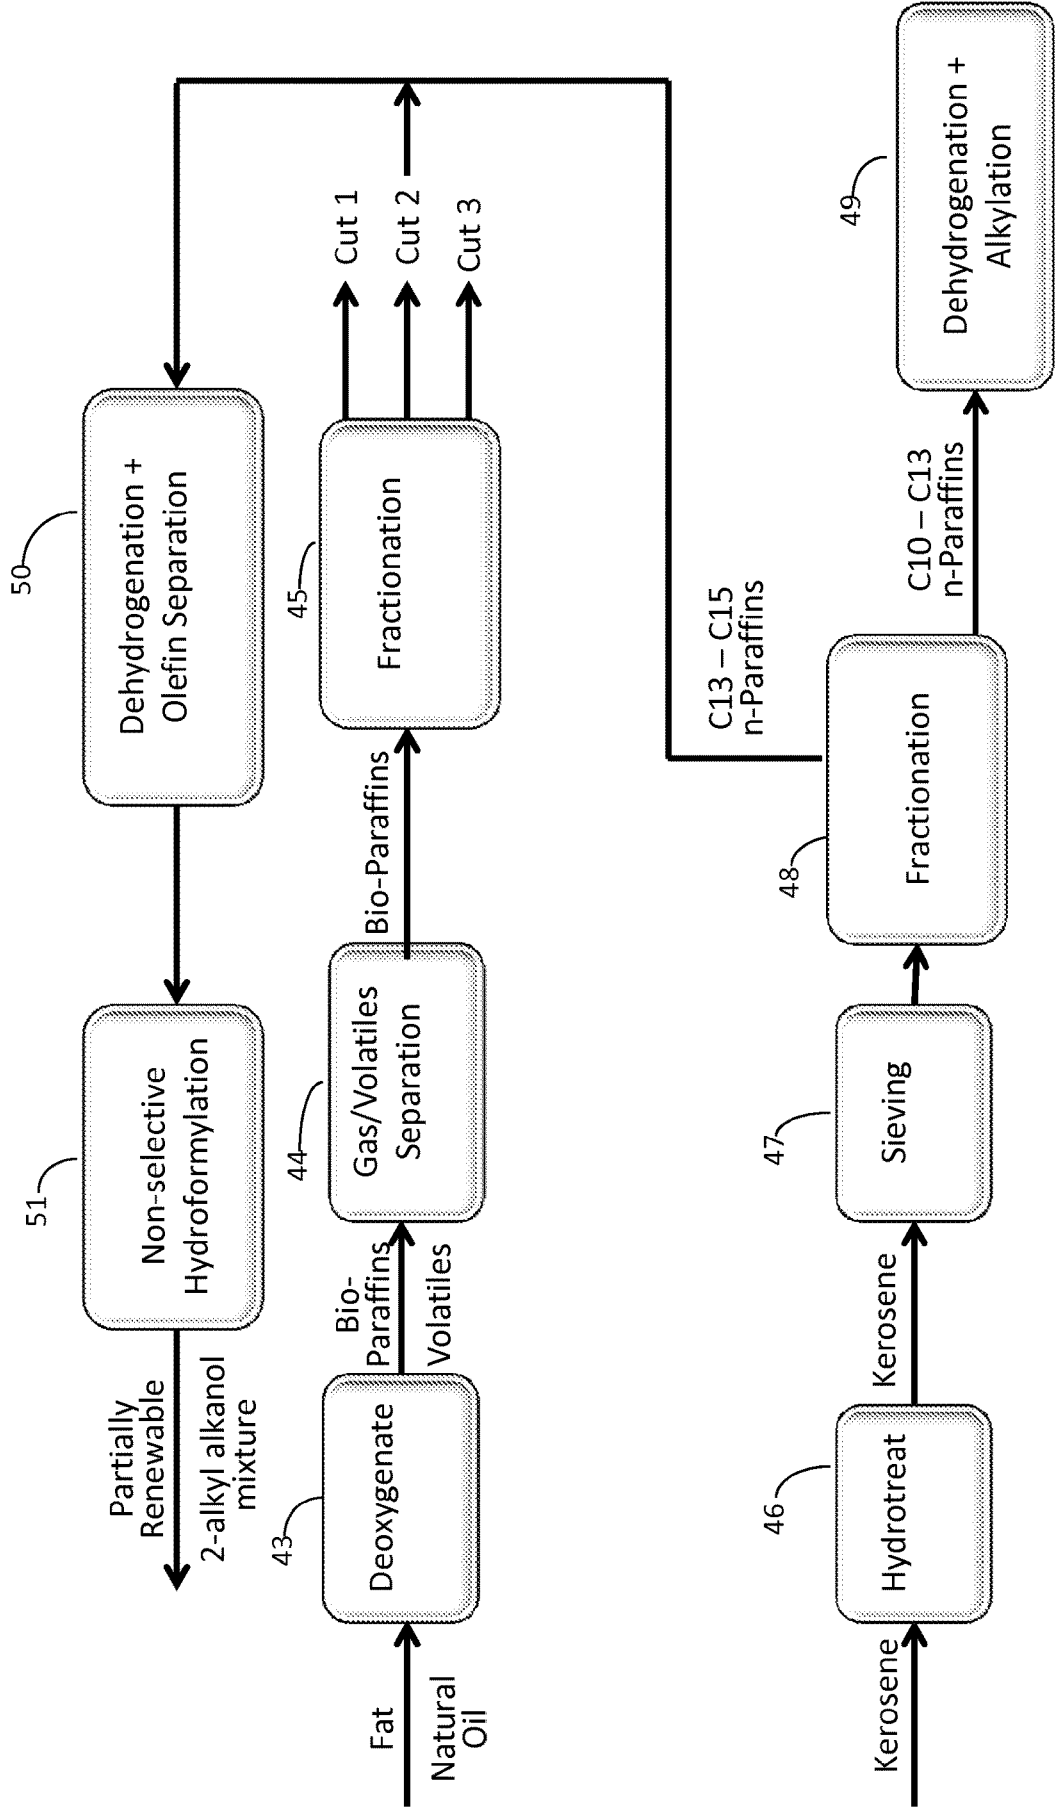 50
Dehydrogenation +
Olefin Separation
51
Non-selective
Hydroformylation
Partially
Renewable
2-alkyl alkanol
mixture
Fat
Natural
Oil
43
Deoxygenate
Bio-
Paraffins
Volatiles
44
Gas/Volatiles
Separation
Bio-Paraffins
45
Fractionation
Cut 1
Cut 2
Cut 3
Kerosene
46
Hydrotreat
Kerosene
47
Sieving
48
Fractionation
C13 – C15
n-Paraffins
C10 – C13
n-Paraffins
49
Dehydrogenation +
Alkylation